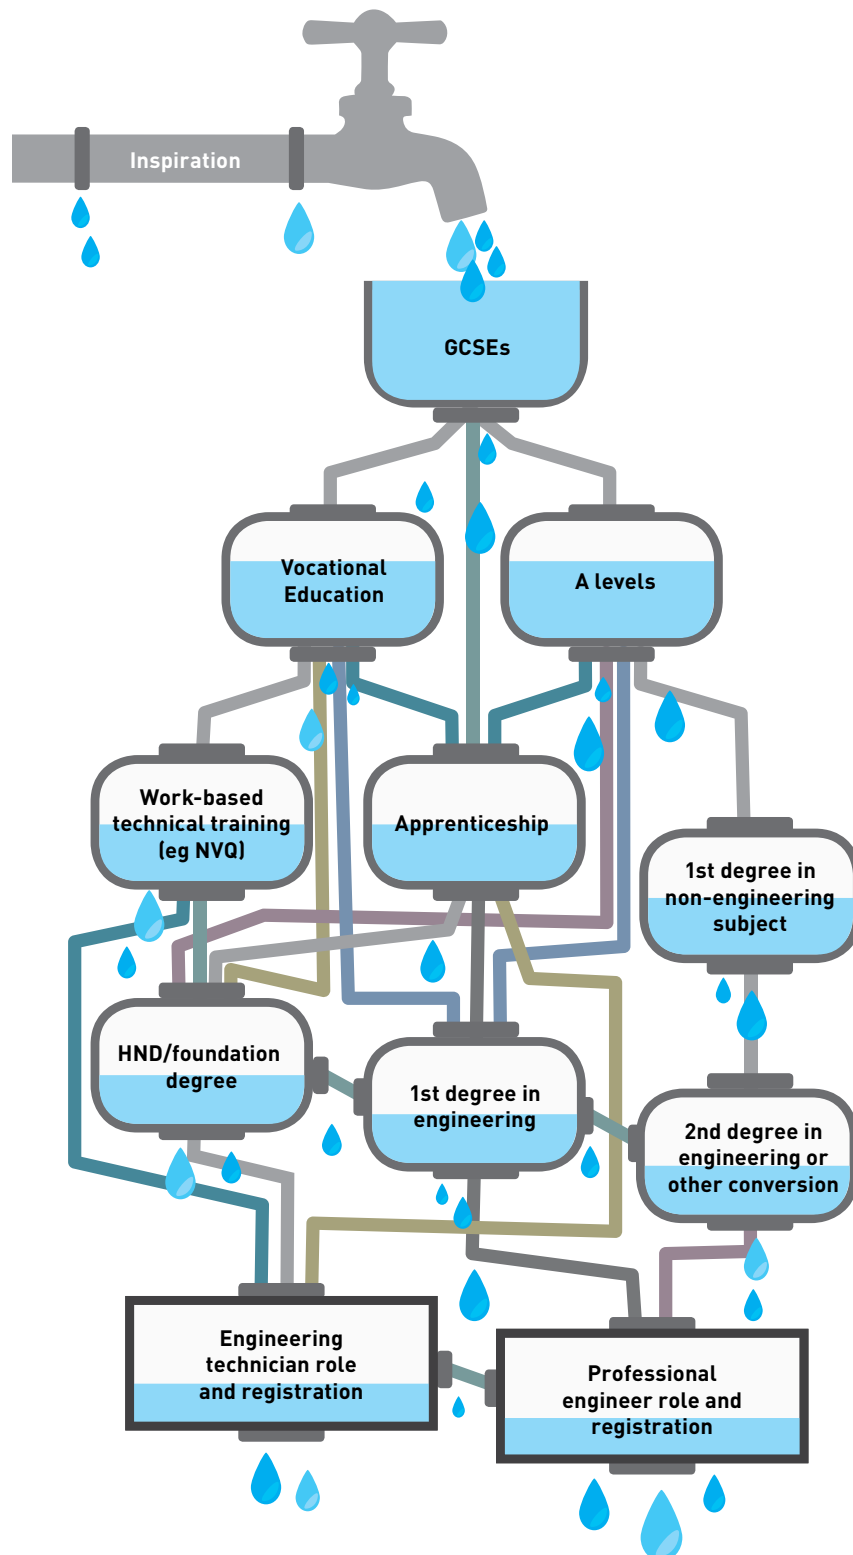 Inspiration
GCSEs
Vocational
Education
A levels
Work-based
technical training
(eg NVQ)
Apprenticeship
1st degree in
non-engineering
subject
HND/foundation
degree
1st degree in
engineering
2nd degree in
engineering or
other conversion
Engineering
technician role
and registration
Professional
engineer role and
registration